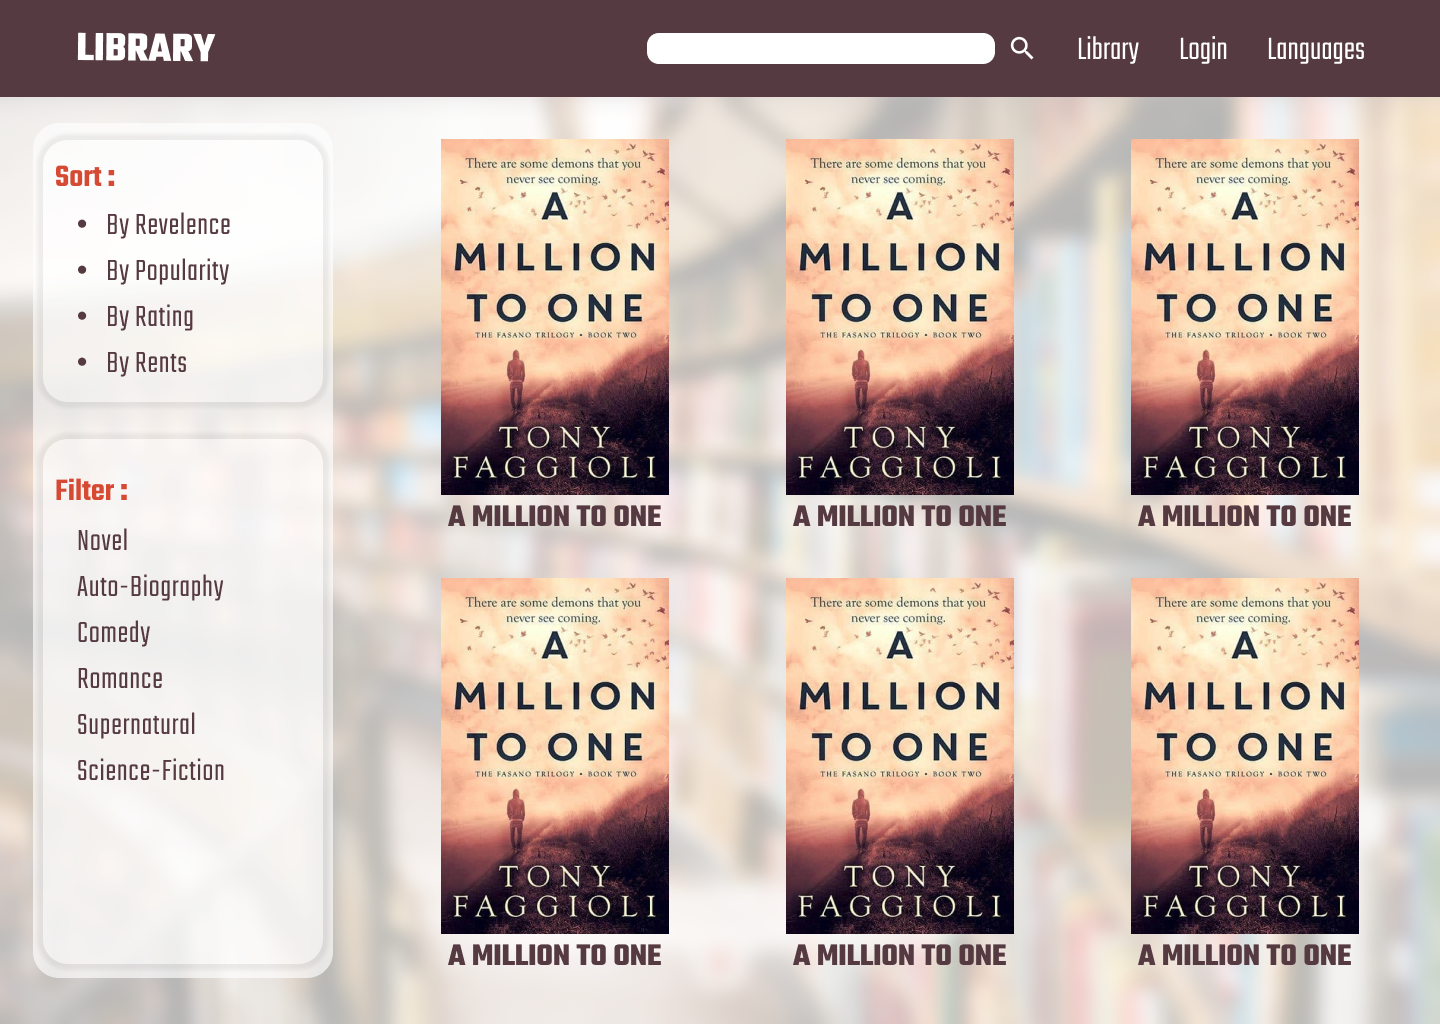 LIBRARY
Library
Login
Languages
Sort :
• By Revelence
• By Popularity
• By Rating
• By Rents
Filter :
Novel
Auto-Biography
Comedy
Romance
Supernatural
Science-Fiction
There are some demons that you
never see coming.
A
MILLION
TO ONE
THE FASANO TRILOGY • BOOK TWO
TONY
FAGGIOLI
A MILLION TO ONE
There are some demons that you
never see coming.
A
MILLION
TO ONE
THE FASANO TRILOGY • BOOK TWO
TONY
FAGGIOLI
A MILLION TO ONE
There are some demons that you
never see coming.
A
MILLION
TO ONE
THE FASANO TRILOGY • BOOK TWO
TONY
FAGGIOLI
A MILLION TO ONE
There are some demons that you
never see coming.
A
MILLION
TO ONE
THE FASANO TRILOGY • BOOK TWO
TONY
FAGGIOLI
A MILLION TO ONE
There are some demons that you
never see coming.
A
MILLION
TO ONE
THE FASANO TRILOGY • BOOK TWO
TONY
FAGGIOLI
A MILLION TO ONE
There are some demons that you
never see coming.
A
MILLION
TO ONE
THE FASANO TRILOGY • BOOK TWO
TONY
FAGGIOLI
A MILLION TO ONE